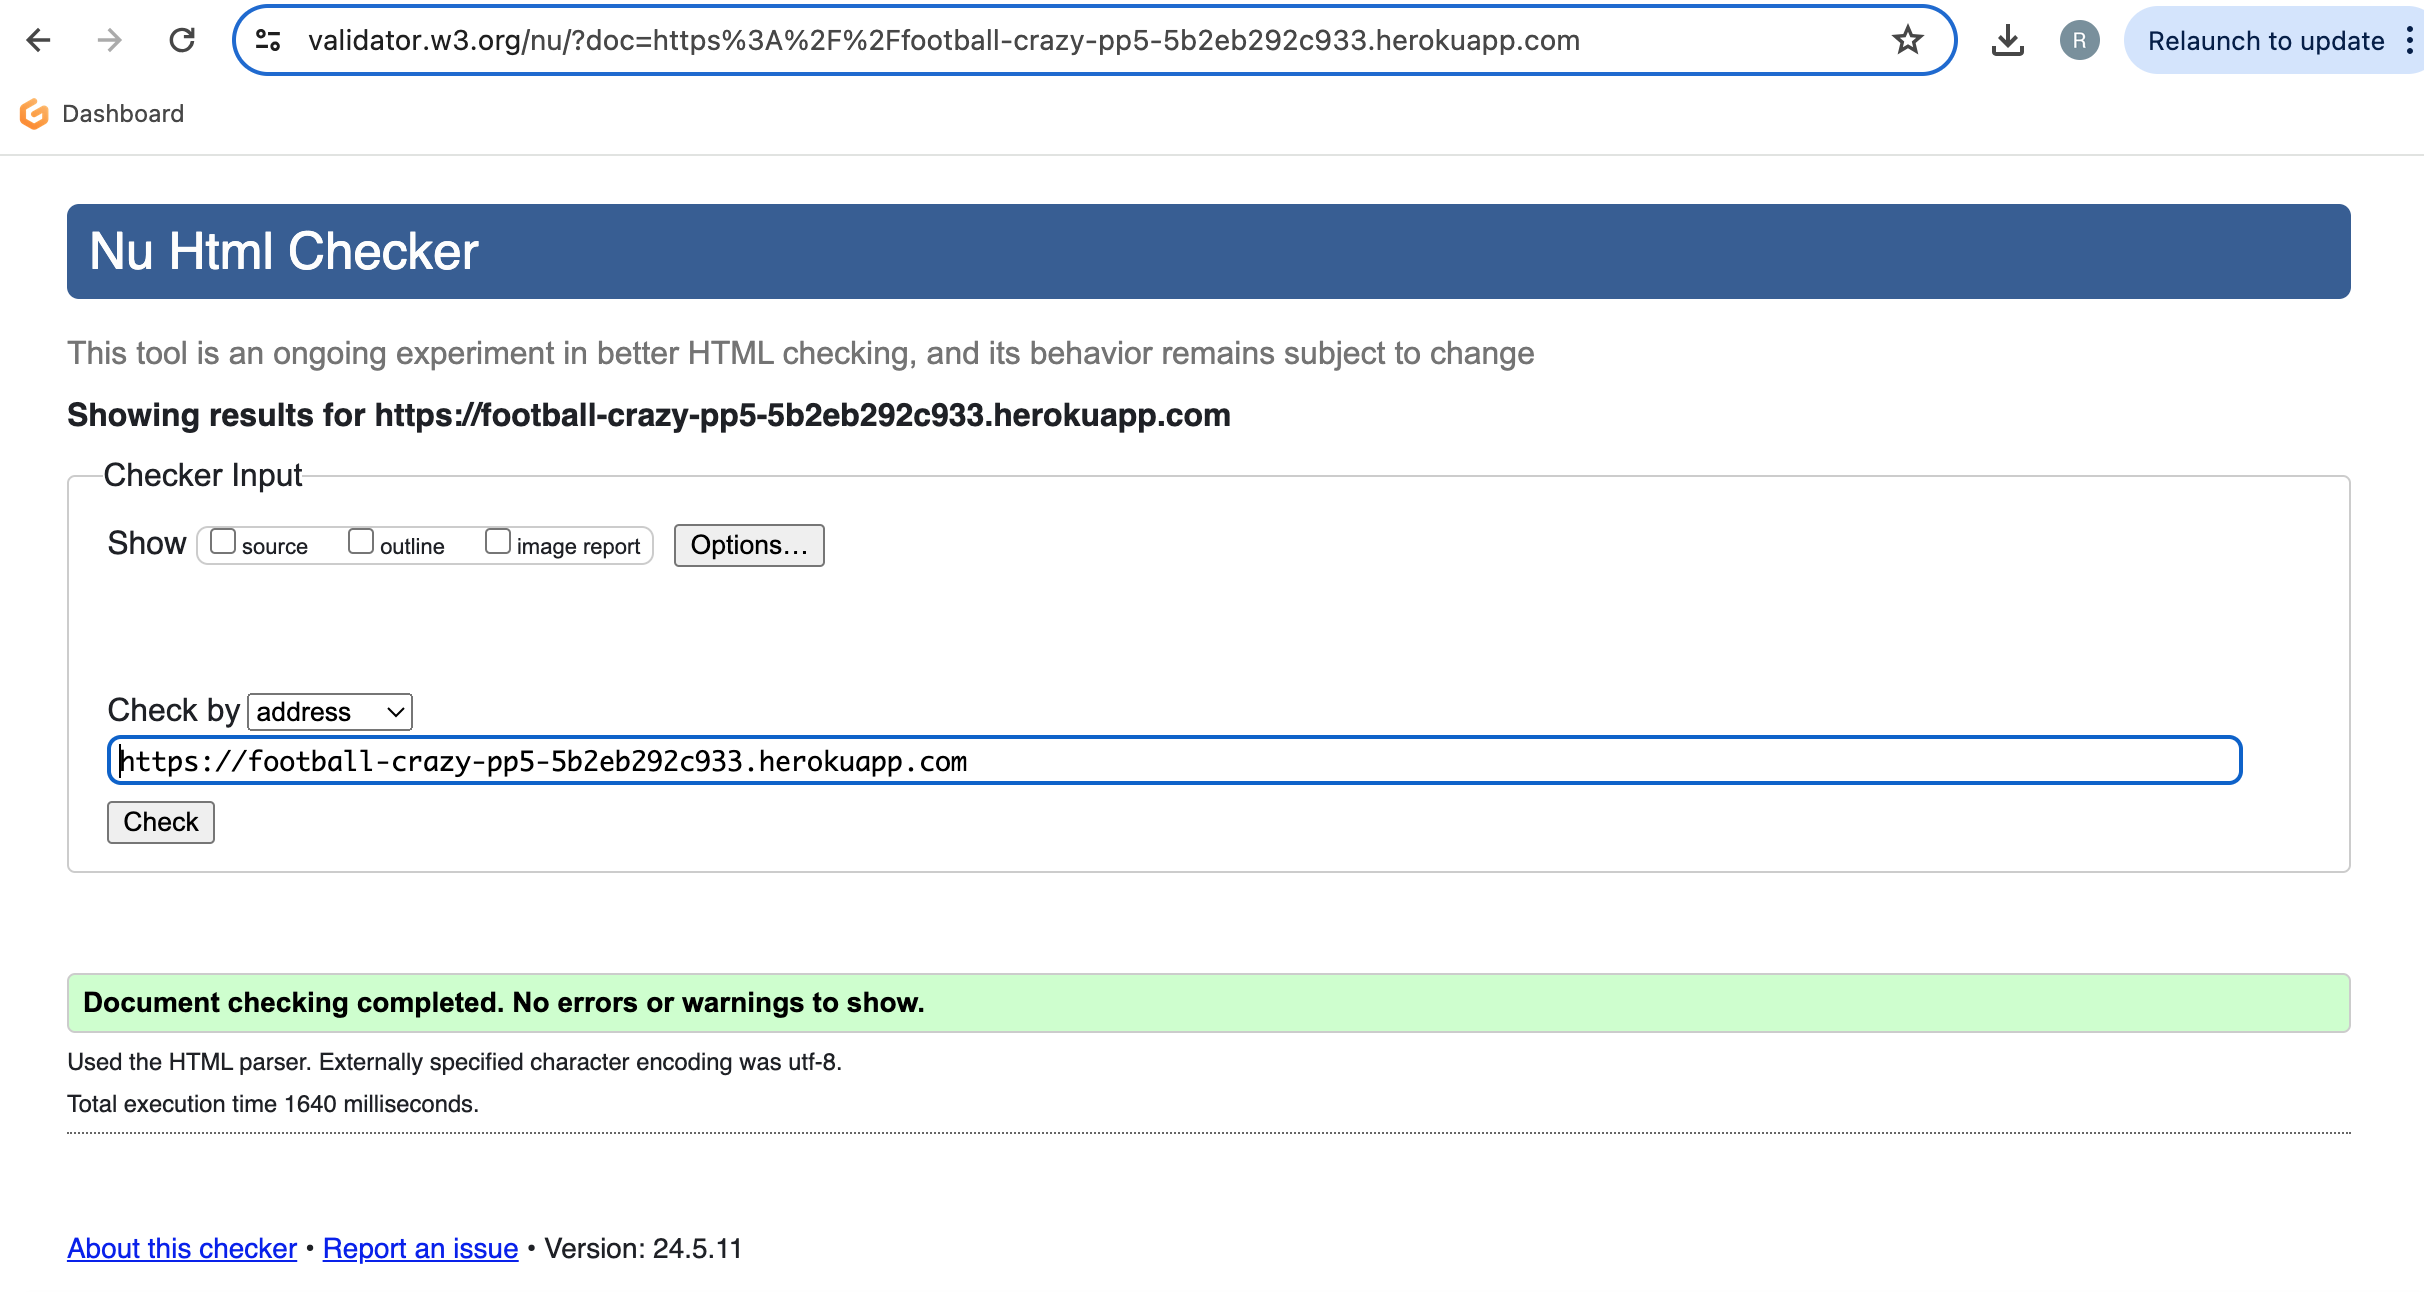 validator.w3.org/nu/?doc=https%3A%2F%2Ffootball-crazy-pp5-5b2eb292c933.herokuapp.com
R
Relaunch to update
Dashboard
Nu Html Checker
This tool is an ongoing experiment in better HTML checking, and its behavior remains subject to change
Showing results for https://football-crazy-pp5-5b2eb292c933.herokuapp.com
Checker Input
Show source outline image report Options...
Check by address
https://football-crazy-pp5-5b2eb292c933.herokuapp.com
Check
Document checking completed. No errors or warnings to show.
Used the HTML parser. Externally specified character encoding was utf-8.
Total execution time 1640 milliseconds.
About this checker • Report an issue • Version: 24.5.11